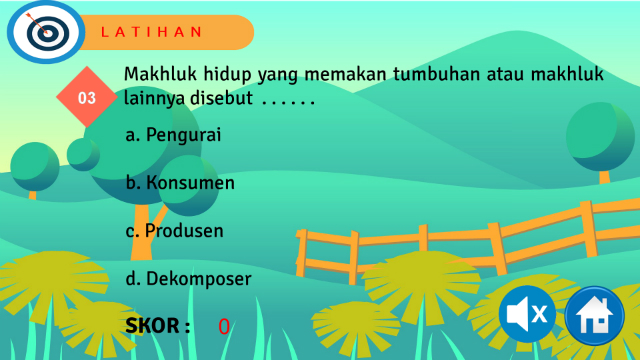 LATIHAN
03
Makhluk hidup yang memakan tumbuhan atau makhluk
lainnya disebut ......
a. Pengurai
b. Konsumen
c. Produsen
d. Dekomposer
SKOR : 0